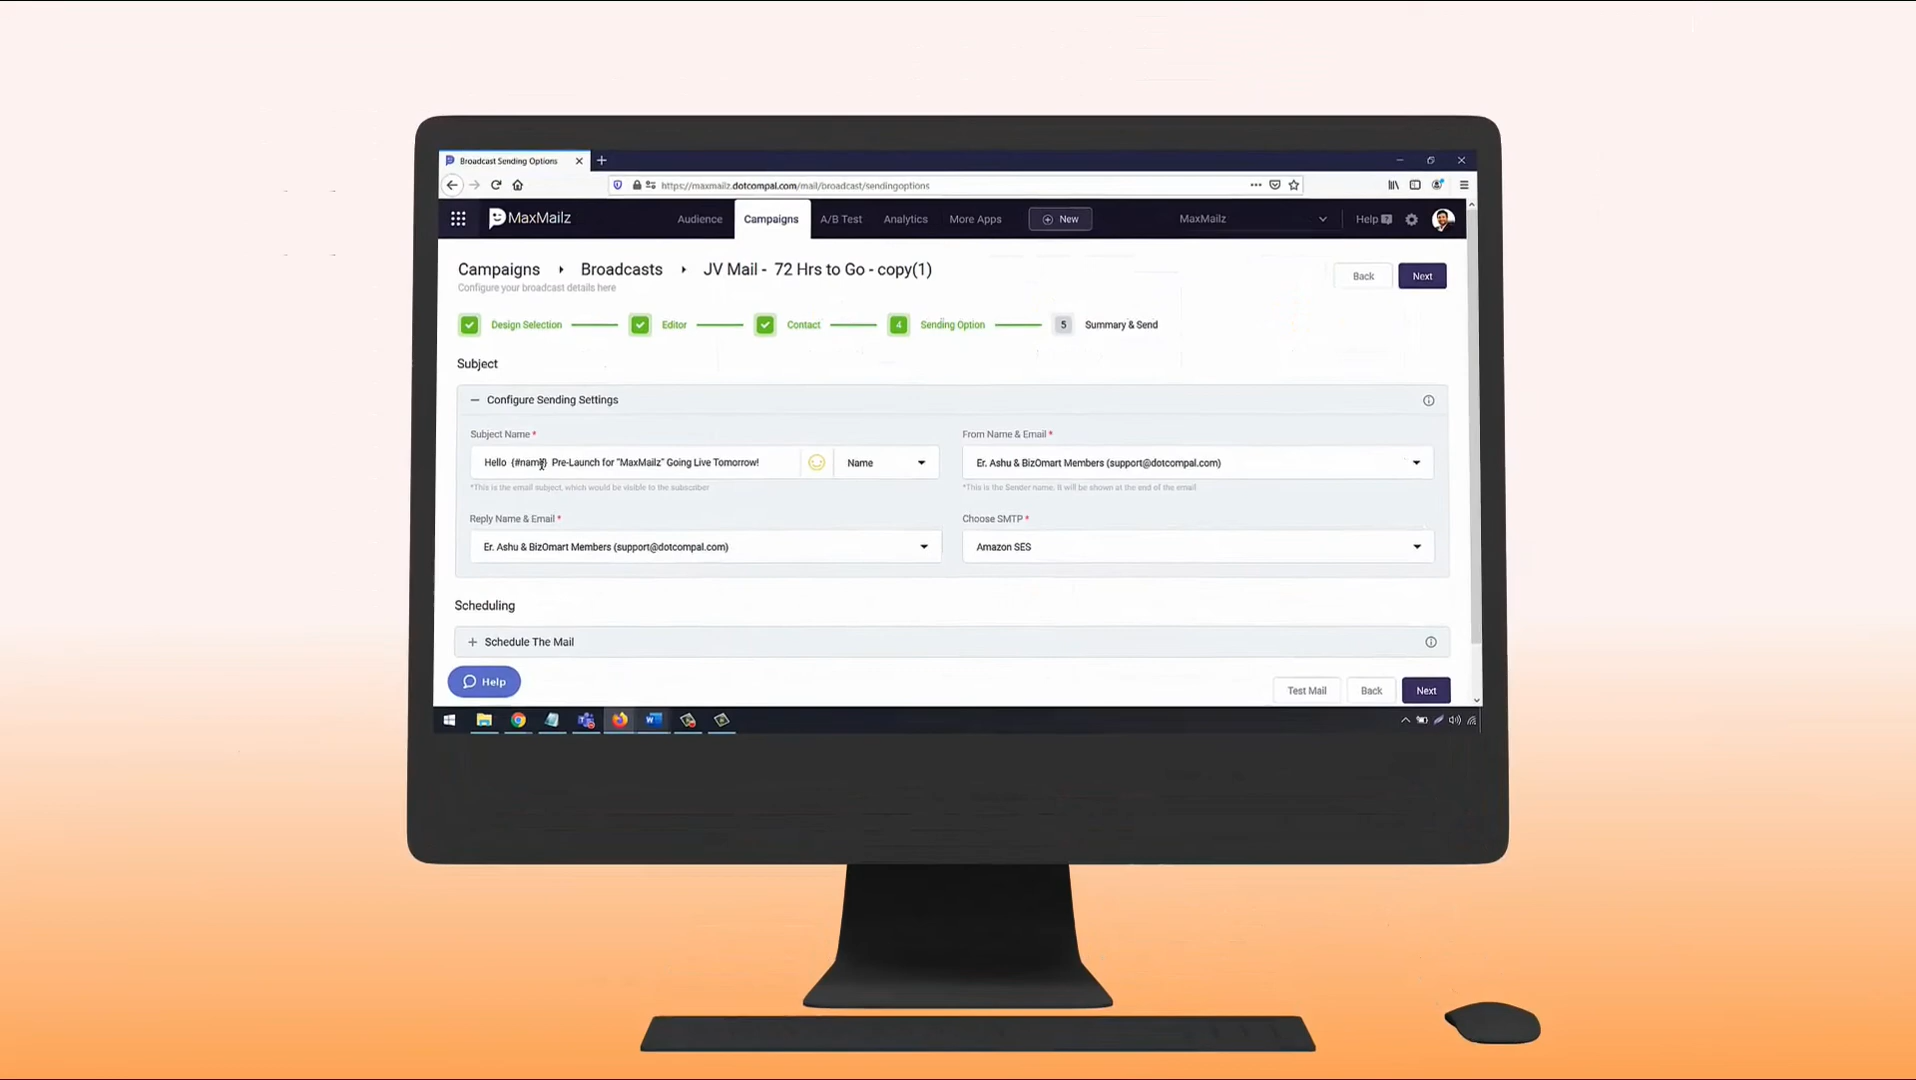 Broadcast Sending Options
https://maxmailz.dotcompal.com/mail/broadcast/sendingoptions
MaxMailz
Audience
Campaigns
A/B Test
Analytics
More Apps
New
MaxMailz
Help
Campaigns
Broadcasts
JV Mail - 72 Hrs to Go - copy(1)
Back
Next
Configure your broadcast details here
Design Selection
Editor
Contact
4
Sending Option
5
Summary & Send
Subject
Configure Sending Settings
Subject Name *
From Name & Email *
Hello {#name} Pre-Launch for "MaxMailz" Going Live Tomorrow!
Name
Er. Ashu & BizOmart Members (support@dotcompal.com)
*This is the email subject, which would be visible to the subscriber
*This is the Sender name, It will be shown at the end of the email
Reply Name & Email *
Choose SMTP *
Er. Ashu & BizOmart Members (support@dotcompal.com)
Amazon SES
Scheduling
Schedule The Mail
Help
Test Mail
Back
Next